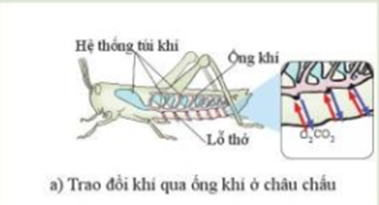 Hệ thống túi khí
Ống khí
Lỗ thở
O₂ CO₂
a) Trao đổi khí qua ống khí ở châu chấu